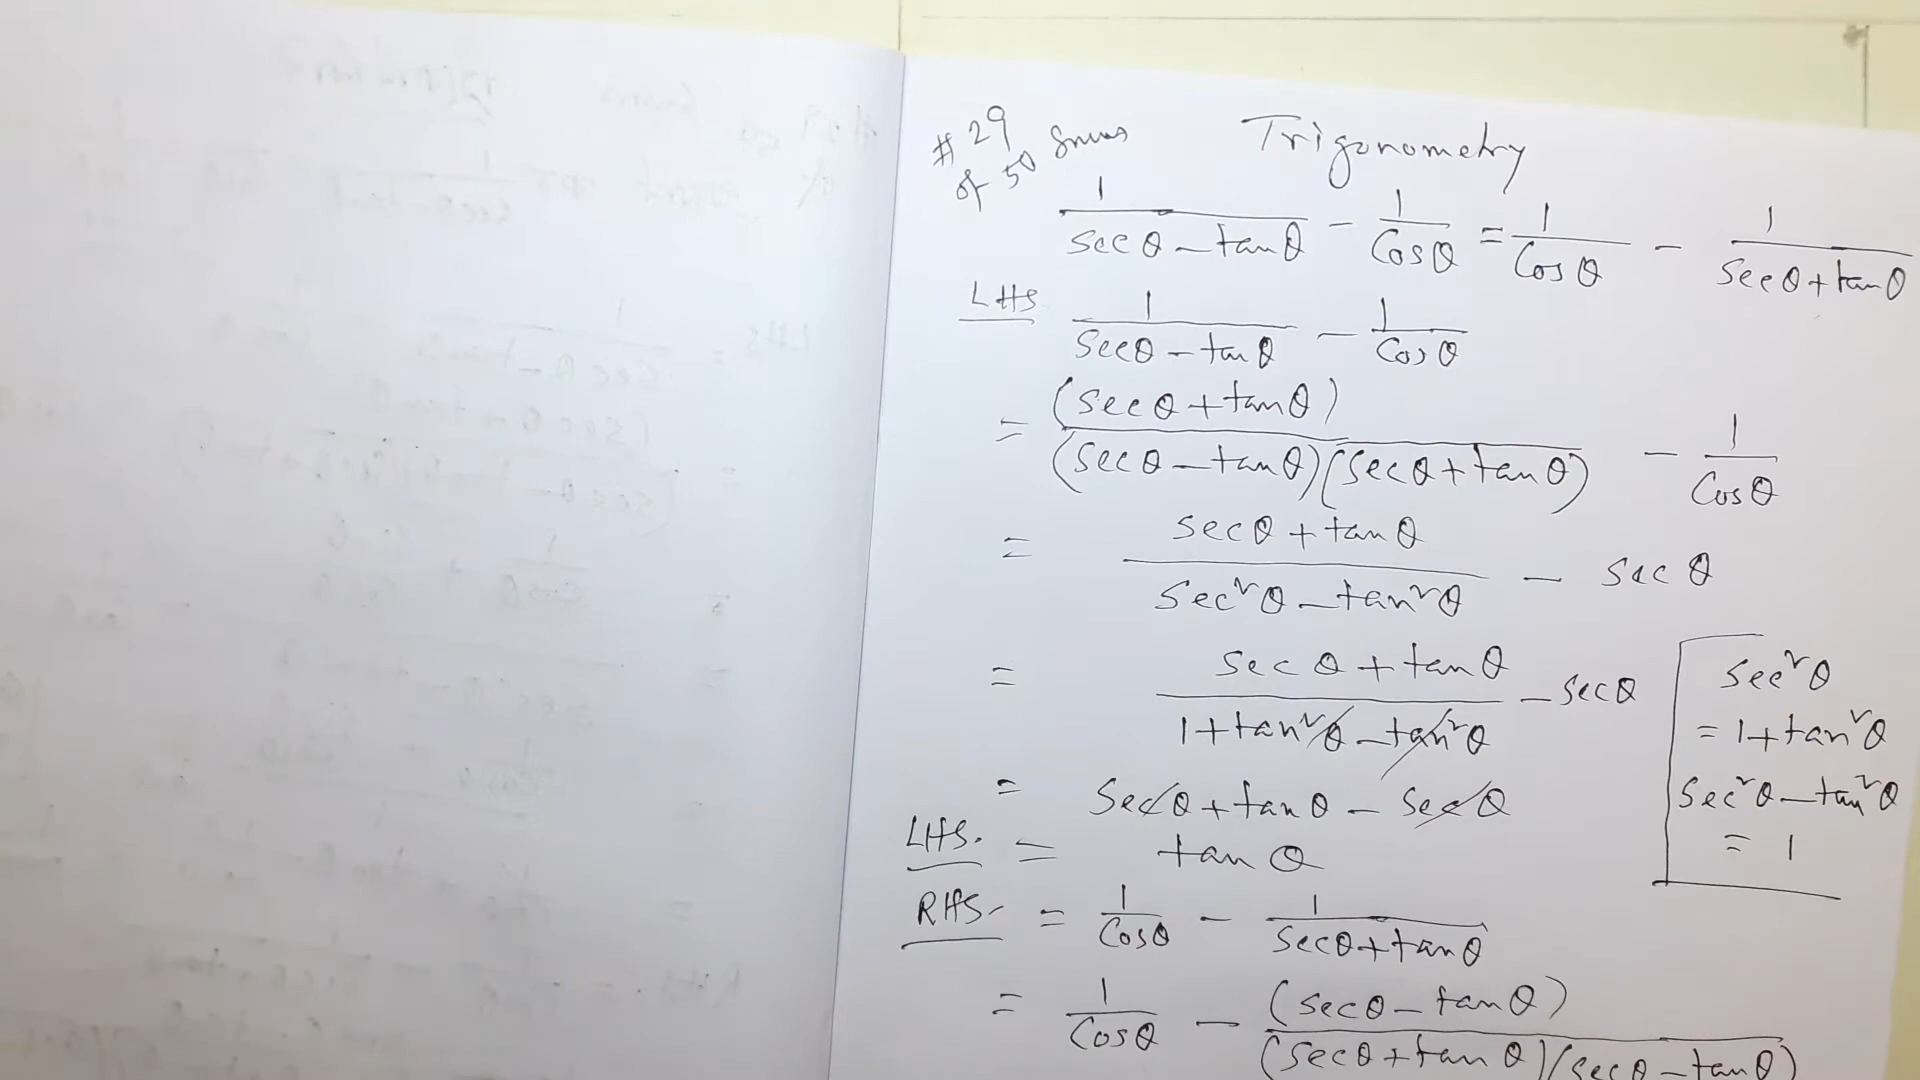 #29 Trigonometry
of 50
1/(secθ - tanθ) - 1/Cosθ = 1/Cosθ - 1/(secθ + tanθ)
LHS 1/(Secθ - tanθ) - 1/Cosθ
= (secθ + tanθ)/((secθ - tanθ)(secθ + tanθ)) - 1/Cosθ
= (secθ + tanθ)/(sec²θ - tan²θ) - secθ
= (secθ + tanθ)/(1 + tan²θ - tan²θ) - secθ
= Secθ + tanθ - Secθ
LHS. = tanθ
sec²θ
= 1 + tan²θ
Sec²θ - tan²θ
= 1
RHS- = 1/Cosθ - 1/(Secθ + tanθ)
= 1/Cosθ - (secθ - tanθ)/((secθ + tanθ)(secθ - tanθ))